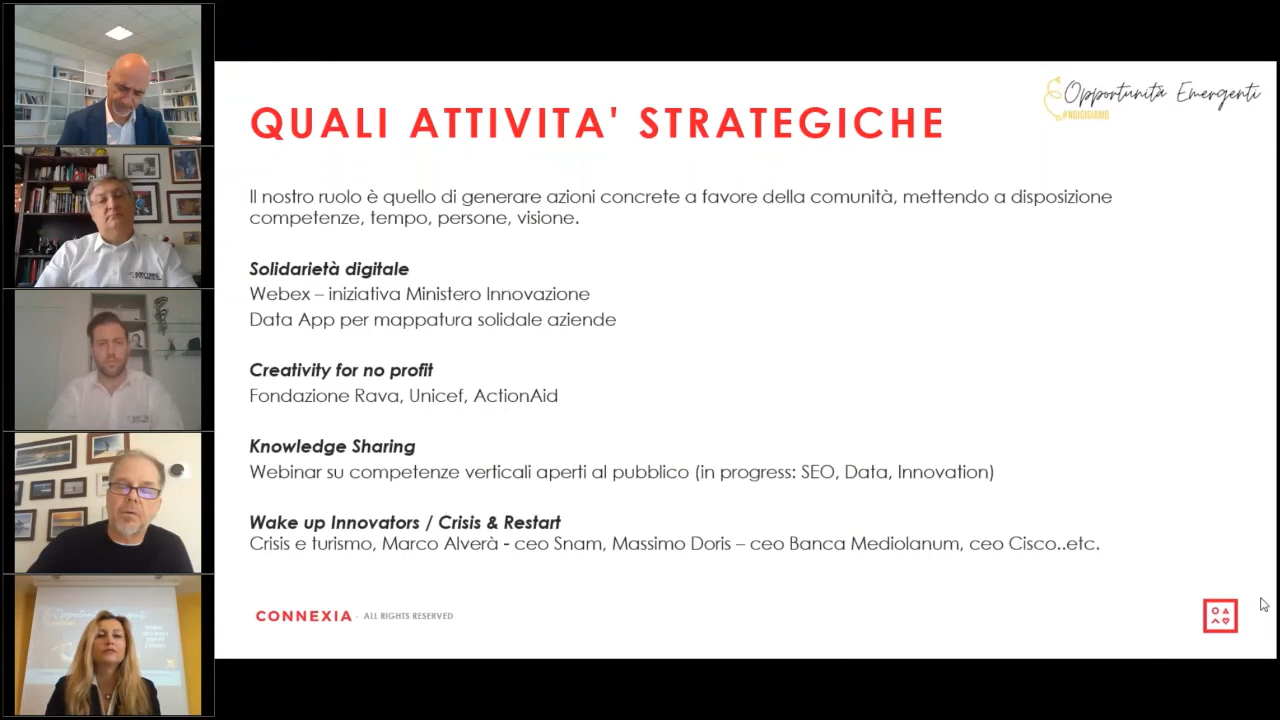 Opportunità Emergenti
#NOICISIAMO
QUALI ATTIVITA' STRATEGICHE
Il nostro ruolo è quello di generare azioni concrete a favore della comunità, mettendo a disposizione
competenze, tempo, persone, visione.
Solidarietà digitale
Webex – iniziativa Ministero Innovazione
Data App per mappatura solidale aziende
Creativity for no profit
Fondazione Rava, Unicef, ActionAid
Knowledge Sharing
Webinar su competenze verticali aperti al pubblico (in progress: SEO, Data, Innovation)
Wake up Innovators / Crisis & Restart
Crisis e turismo, Marco Alverà - ceo Snam, Massimo Doris – ceo Banca Mediolanum, ceo Cisco..etc.
CONNEXIA - ALL RIGHTS RESERVED
Opportunità Emergenti